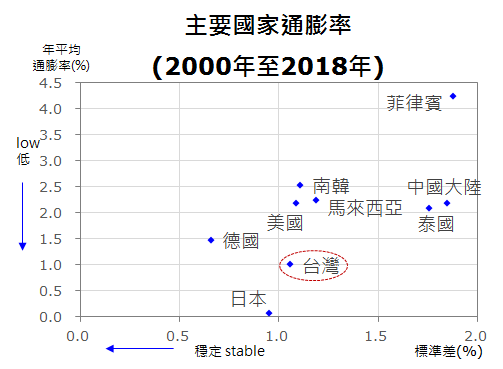 主要國家通膨率
(2000年至2018年)
年平均
通膨率(%)
4.5
4.0
3.5
3.0
2.5
2.0
1.5
1.0
0.5
0.0
low
低
菲律賓
南韓
中國大陸
馬來西亞
美國
泰國
德國
台灣
日本
0.0 0.5 1.0 1.5 2.0
穩定 stable
標準差(%)